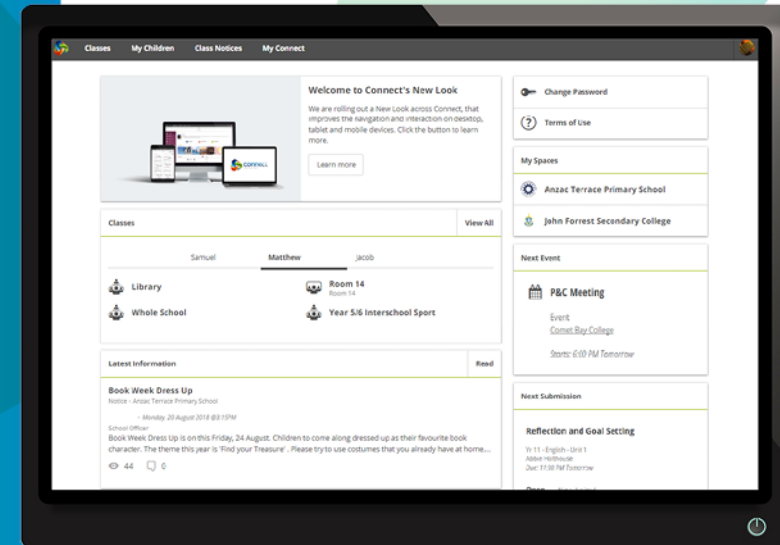 Classes My Children Class Notices My Connect
Welcome to Connect's New Look
We are rolling out a New Look across Connect, that
improves the navigation and interaction on desktop,
tablet and mobile devices. Click the button to learn
more.
Learn more
CONNECT
Classes View All
Samuel Matthew Jacob
Library
Room 14
Room 14
Whole School
Year 5/6 Interschool Sport
Latest Information Read
Book Week Dress Up
Notice - Anzac Terrace Primary School
- Monday, 20 August 2018 @3:15PM
School Officer
Book Week Dress Up is on this Friday, 24 August. Children to come along dressed up as their favourite book
character. The theme this year is 'Find your Treasure' . Please try to use costumes that you already have at home,...
44 0
Change Password
Terms of Use
My Spaces
Anzac Terrace Primary School
John Forrest Secondary College
Next Event
P&C Meeting
Event
Comet Bay College
Starts: 6:00 PM Tomorrow
Next Submission
Reflection and Goal Setting
Yr 11 - English - Unit 1
Abbie Holthouse
Due: 11:30 PM Tomorrow